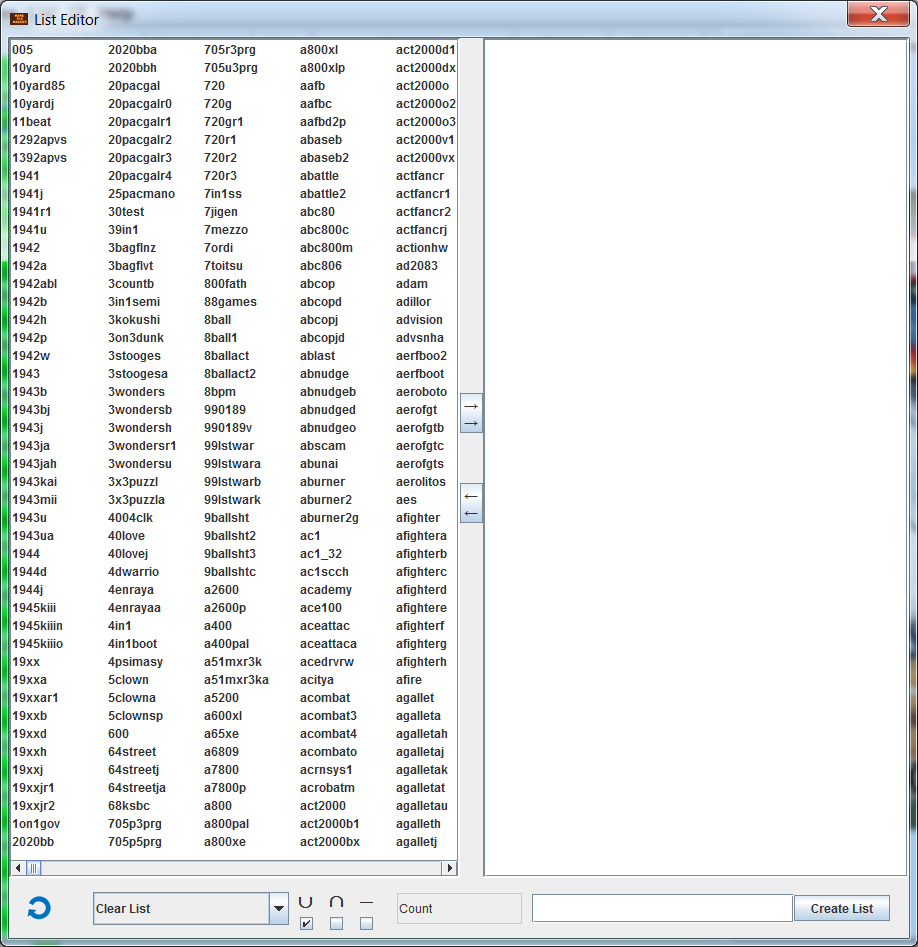 List Editor
005
10yard
10yard85
10yardj
11beat
1292apvs
1392apvs
1941
1941j
1941r1
1941u
1942
1942a
1942abl
1942b
1942h
1942p
1942w
1943
1943b
1943bj
1943j
1943ja
1943jah
1943kai
1943mii
1943u
1943ua
1944
1944d
1944j
1945kiii
1945kiiin
1945kiiio
19xx
19xxa
19xxar1
19xxb
19xxd
19xxh
19xxj
19xxjr1
19xxjr2
1on1gov
2020bb
2020bba
2020bbh
20pacgal
20pacgalr0
20pacgalr1
20pacgalr2
20pacgalr3
20pacgalr4
25pacmano
30test
39in1
3bagflnz
3bagflvt
3countb
3in1semi
3kokushi
3on3dunk
3stooges
3stoogesa
3wonders
3wondersb
3wondersh
3wondersr1
3wondersu
3x3puzzl
3x3puzzla
4004clk
40love
40lovej
4dwarrio
4enraya
4enrayaa
4in1
4in1boot
4psimasy
5clown
5clowna
5clownsp
600
64street
64streetj
64streetja
68ksbc
705p3prg
705p5prg
705r3prg
705u3prg
720
720g
720gr1
720r1
720r2
720r3
7in1ss
7jigen
7mezzo
7ordi
7toitsu
800fath
88games
8ball
8ball1
8ballact
8ballact2
8bpm
990189
990189v
99lstwar
99lstwara
99lstwarb
99lstwark
9ballsht
9ballsht2
9ballsht3
9ballshtc
a2600
a2600p
a400
a400pal
a51mxr3k
a51mxr3ka
a5200
a600xl
a65xe
a6809
a7800
a7800p
a800
a800pal
a800xe
a800xl
a800xlp
aafb
aafbc
aafbd2p
abaseb
abaseb2
abattle
abattle2
abc80
abc800c
abc800m
abc806
abcop
abcopd
abcopj
abcopjd
ablast
abnudge
abnudgeb
abnudged
abnudgeo
abscam
abunai
aburner
aburner2
aburner2g
ac1
ac1_32
ac1scch
academy
ace100
aceattac
aceattaca
acedrvrw
acitya
acombat
acombat3
acombat4
acombato
acrnsys1
acrobatm
act2000
act2000b1
act2000bx
act2000d1
act2000dx
act2000o
act2000o2
act2000o3
act2000v1
act2000vx
actfancr
actfancr1
actfancr2
actfancrj
actionhw
ad2083
adam
adillor
advision
advsnha
aerfboo2
aerfboot
aeroboto
aerofgt
aerofgtb
aerofgtc
aerofgts
aerolitos
aes
afighter
afightera
afighterb
afighterc
afighterd
afightere
afighterf
afighterg
afighterh
afire
agallet
agalleta
agalletah
agalletaj
agalletak
agalletat
agalletau
agalleth
agalletj
→
→
←
←
Clear List
∪ ∩ —
Count
Create List